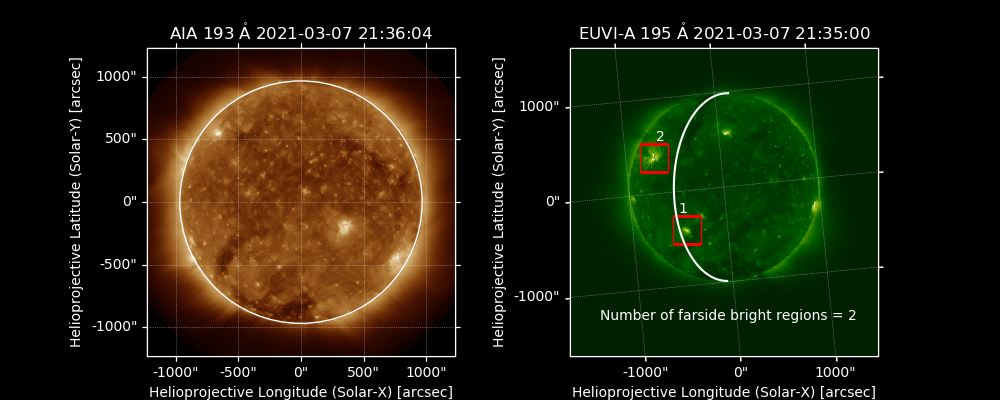 AIA 193 Å 2021-03-07 21:36:04
Helioprojective Latitude (Solar-Y) [arcsec]
1000"
500"
0"
-500"
-1000"
-1000" -500" 0" 500" 1000"
Helioprojective Longitude (Solar-X) [arcsec]
EUVI-A 195 Å 2021-03-07 21:35:00
Helioprojective Latitude (Solar-Y) [arcsec]
1000"
0"
-1000"
2
1
Number of farside bright regions = 2
-1000" 0" 1000"
Helioprojective Longitude (Solar-X) [arcsec]